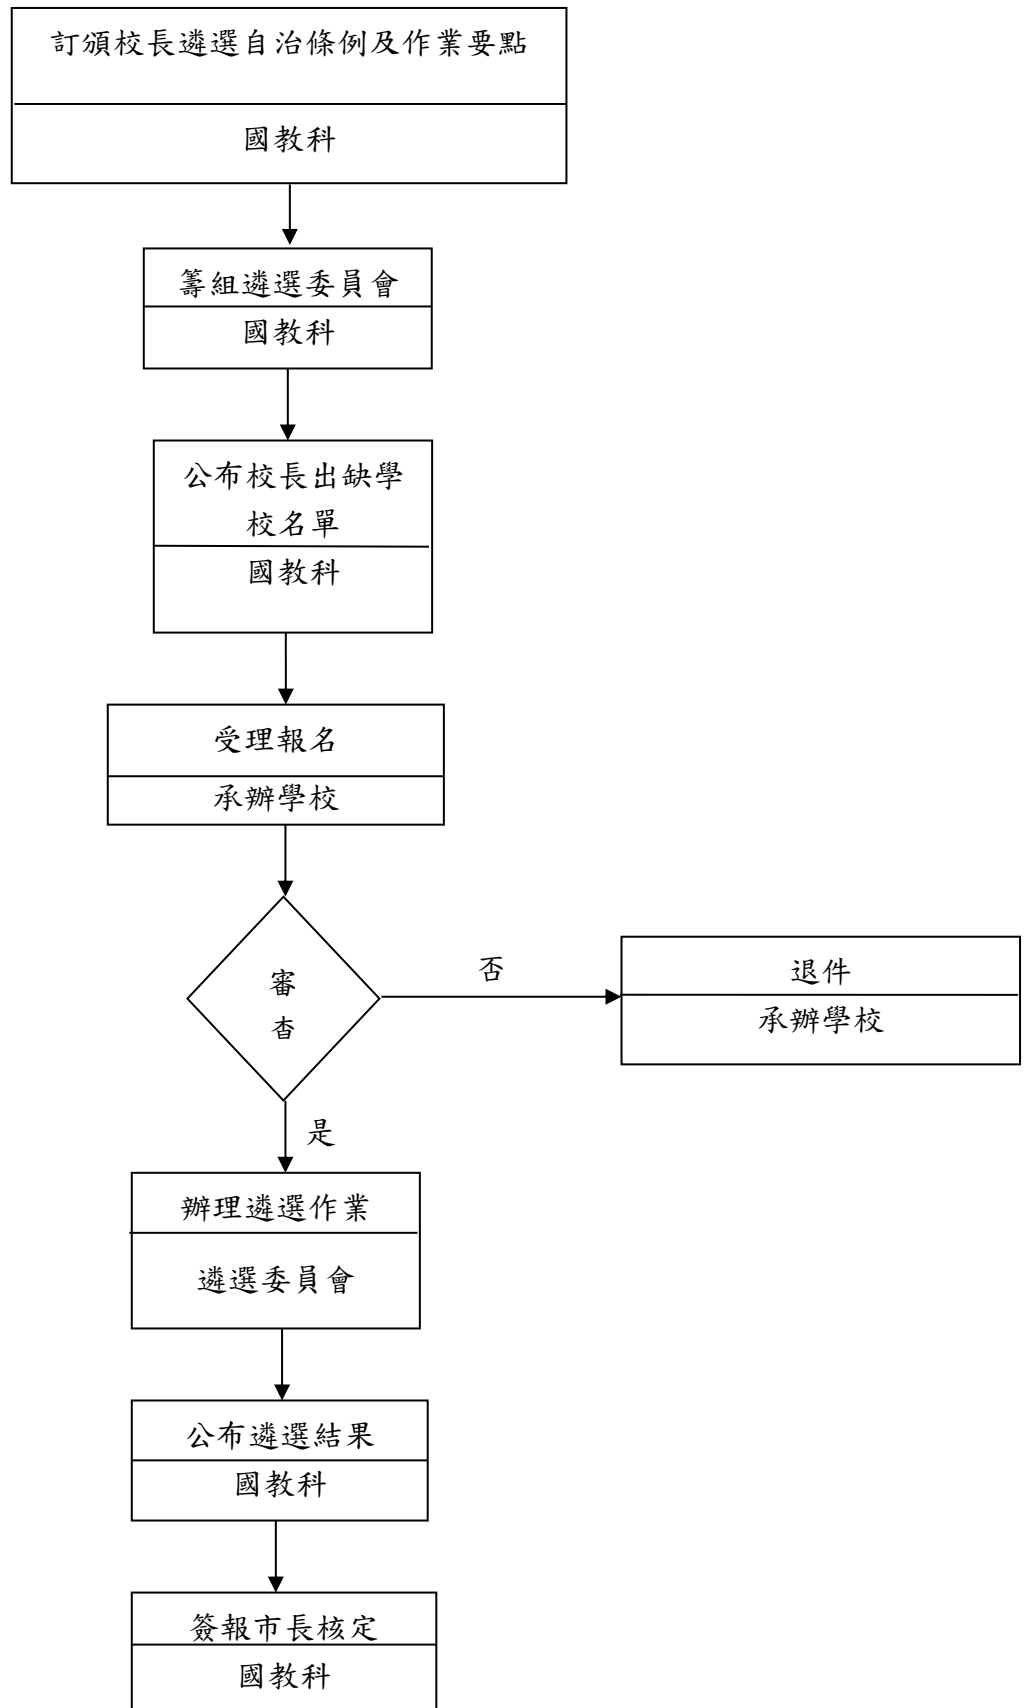 訂頒校長遴選自治條例及作業要點
國教科
籌組遴選委員會
國教科
公布校長出缺學
校名單
國教科
受理報名
承辦學校
審
查
否
退件
承辦學校
是
辦理遴選作業
遴選委員會
公布遴選結果
國教科
簽報市長核定
國教科